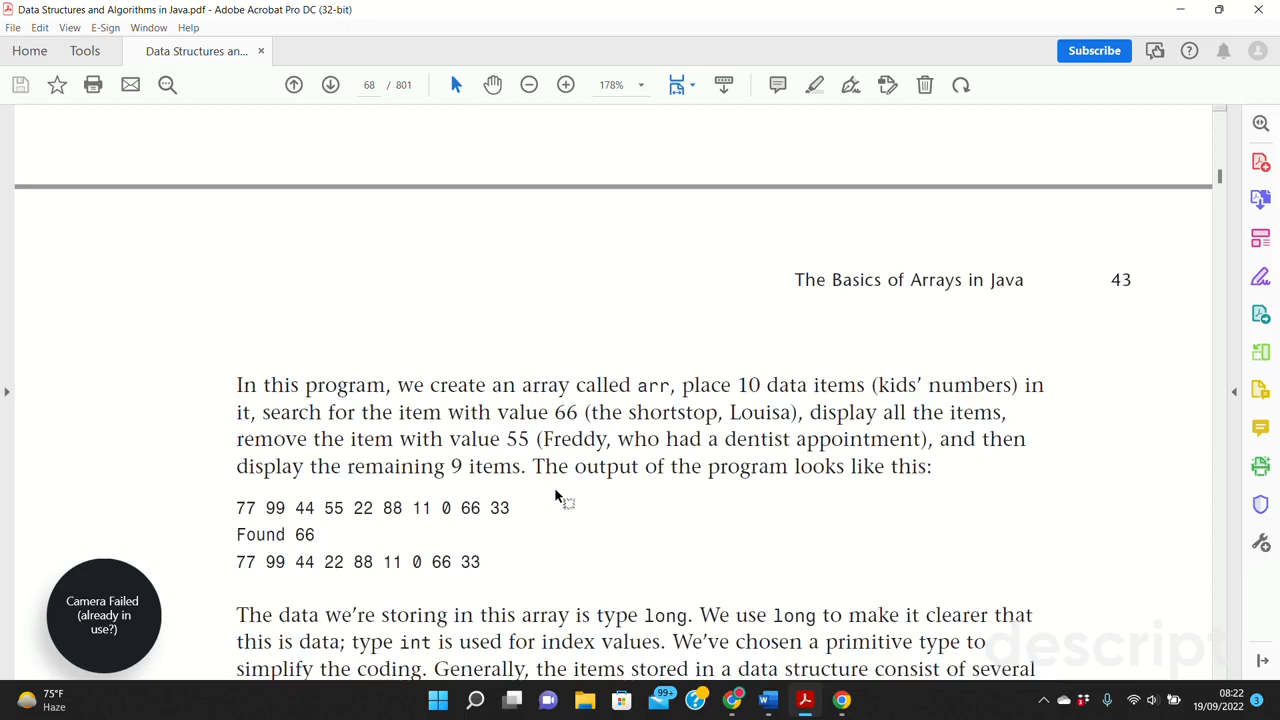 Data Structures and Algorithms in Java.pdf - Adobe Acrobat Pro DC (32-bit)
File Edit View E-Sign Window Help
Home Tools Data Structures an... × Subscribe
68 / 801 178%
The Basics of Arrays in Java 43
In this program, we create an array called arr, place 10 data items (kids' numbers) in
it, search for the item with value 66 (the shortstop, Louisa), display all the items,
remove the item with value 55 (Freddy, who had a dentist appointment), and then
display the remaining 9 items. The output of the program looks like this:
77 99 44 55 22 88 11 0 66 33
Found 66
77 99 44 22 88 11 0 66 33
Camera Failed
(already in
use?)
The data we're storing in this array is type long. We use long to make it clearer that
this is data; type int is used for index values. We've chosen a primitive type to
simplify the coding. Generally, the items stored in a data structure consist of several
descript
75°F
Haze
99+
08:22
19/09/2022
3